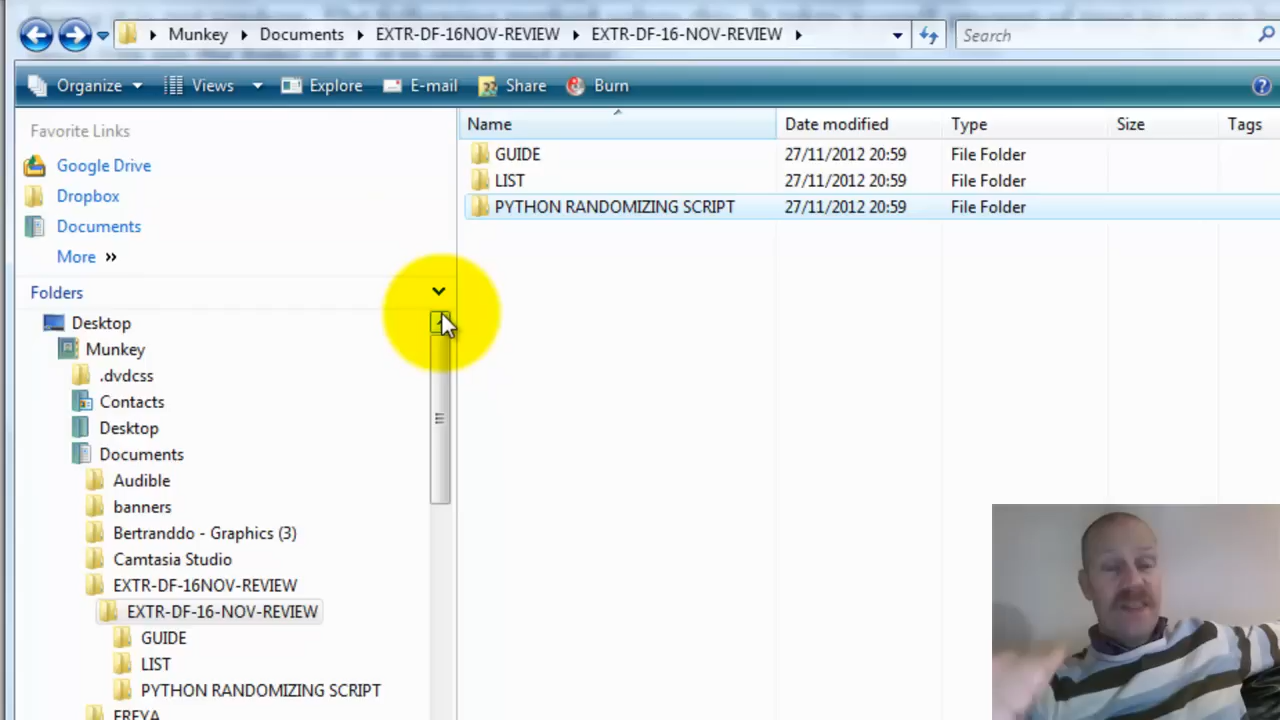 Munkey Documents EXTR-DF-16NOV-REVIEW EXTR-DF-16-NOV-REVIEW Search
Organize Views Explore E-mail Share Burn
Favorite Links
Google Drive
Dropbox
Documents
More »
Folders
Desktop
Munkey
.dvdcss
Contacts
Desktop
Documents
Audible
banners
Bertranddo - Graphics (3)
Camtasia Studio
EXTR-DF-16NOV-REVIEW
EXTR-DF-16-NOV-REVIEW
GUIDE
LIST
PYTHON RANDOMIZING SCRIPT
FREYA
Name Date modified Type Size Tags
GUIDE 27/11/2012 20:59 File Folder
LIST 27/11/2012 20:59 File Folder
PYTHON RANDOMIZING SCRIPT 27/11/2012 20:59 File Folder